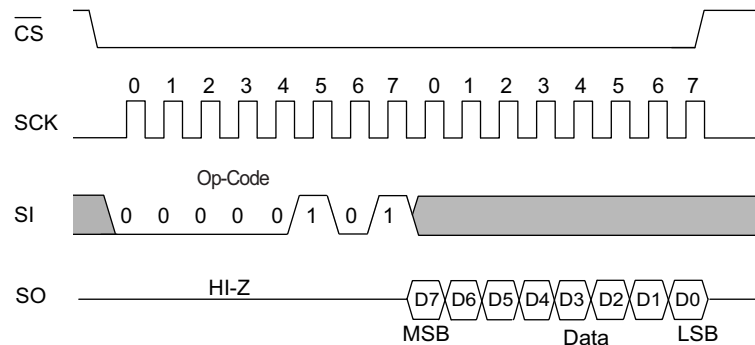 CS
0 1 2 3 4 5 6 7 0 1 2 3 4 5 6 7
SCK
Op-Code
SI 0 0 0 0 0 1 0 1
HI-Z
SO D7 D6 D5 D4 D3 D2 D1 D0
MSB Data LSB